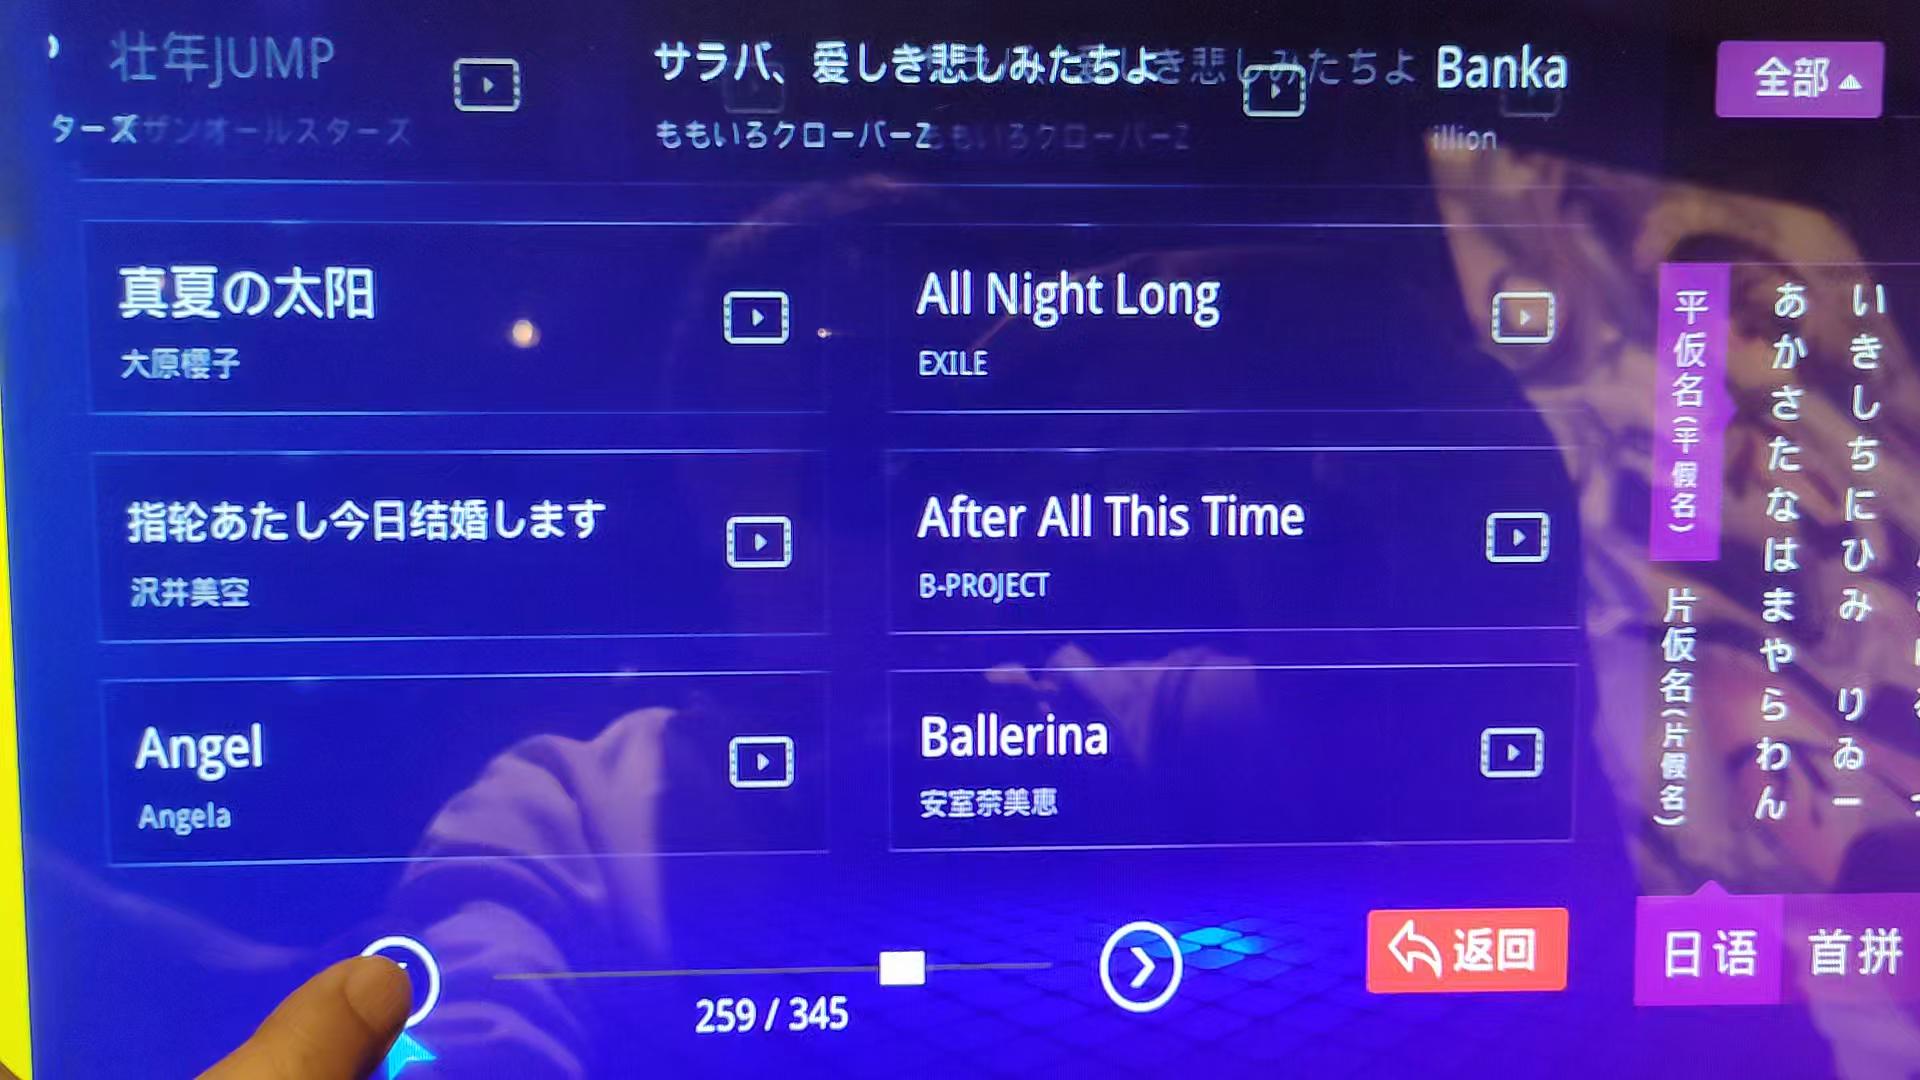 壮年JUMP
サラバ、愛しき悲しみたちよ
Banka
全部
ターズ
サザンオールスターズ
ももいろクローバーZ
illion
真夏の太阳
大原櫻子
All Night Long
EXILE
指轮あたし今日结婚します
沢井美空
After All This Time
B-PROJECT
Angel
Angela
Ballerina
安室奈美恵
平仮名(平假名)
片仮名(片假名)
あかさたなはまやらわん
いきしちにひみ りゐー
259 / 345
返回
日语
首拼